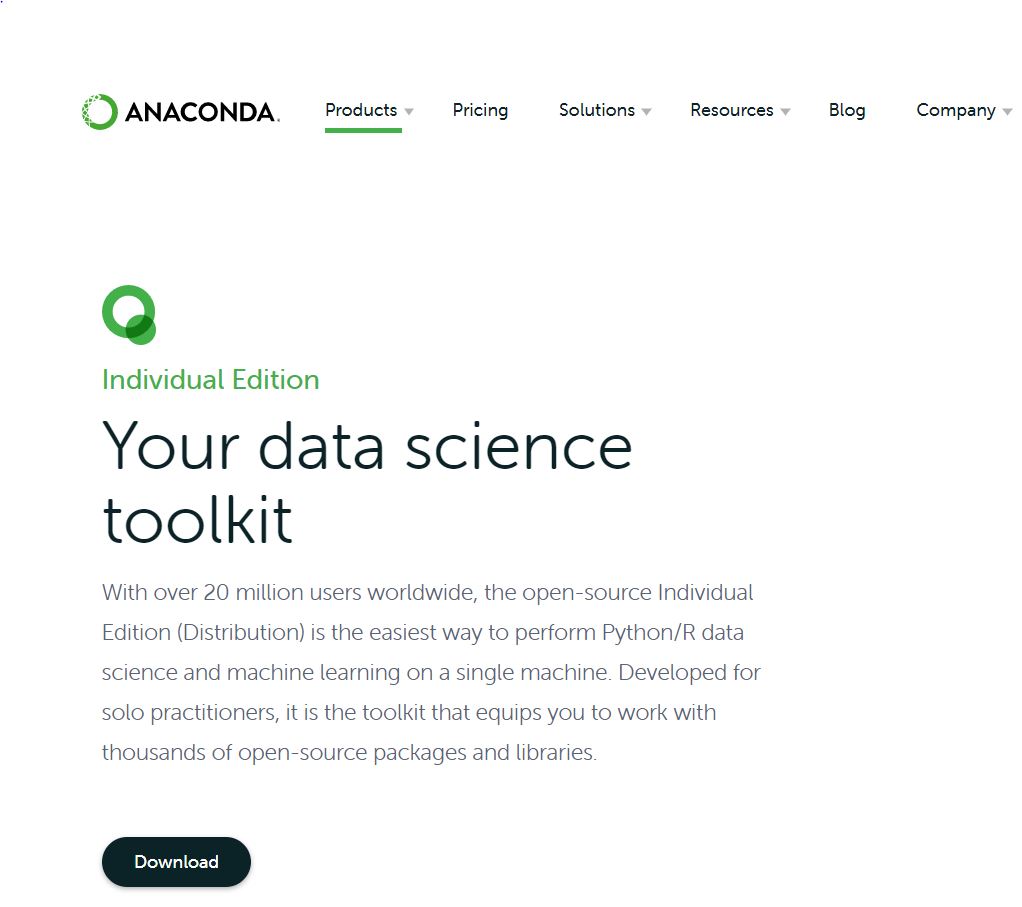 ANACONDA. Products Pricing Solutions Resources Blog Company
Individual Edition
Your data science
toolkit
With over 20 million users worldwide, the open-source Individual
Edition (Distribution) is the easiest way to perform Python/R data
science and machine learning on a single machine. Developed for
solo practitioners, it is the toolkit that equips you to work with
thousands of open-source packages and libraries.
Download